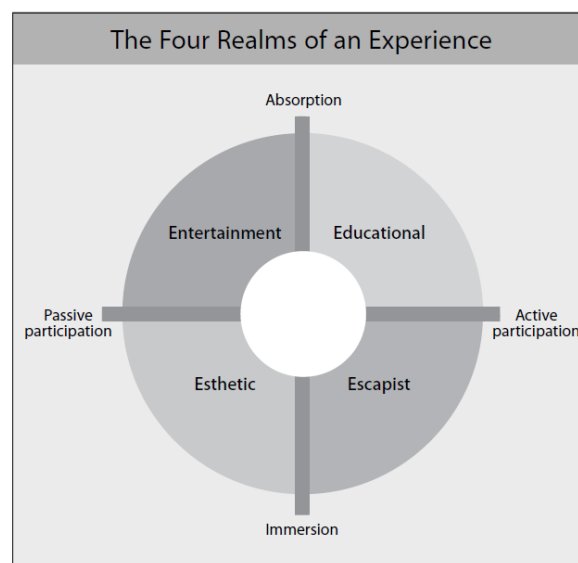 The Four Realms of an Experience
Absorption
Entertainment
Educational
Passive
participation
Active
participation
Esthetic
Escapist
Immersion